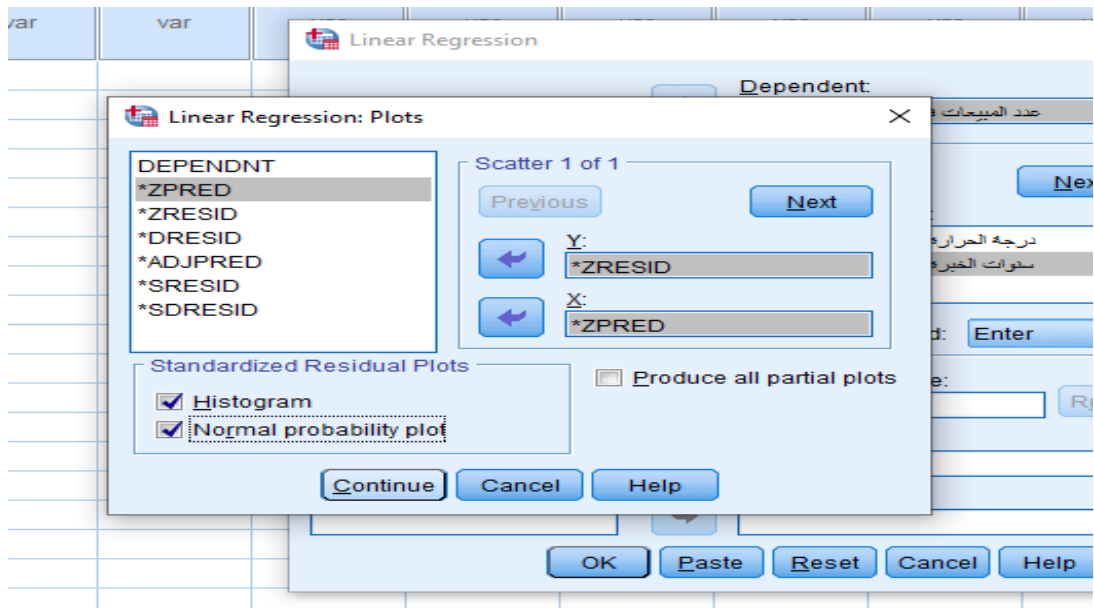 var
var
Linear Regression
Dependent:
عدد المبيعات
Linear Regression: Plots
DEPENDNT
*ZPRED
*ZRESID
*DRESID
*ADJPRED
*SRESID
*SDRESID
Scatter 1 of 1
Previous
Next
Y:
*ZRESID
X:
*ZPRED
Standardized Residual Plots
Histogram
Normal probability plot
Produce all partial plots
Continue
Cancel
Help
درجة الحرارة
سنوات الخبرة
Enter
OK
Paste
Reset
Cancel
Help